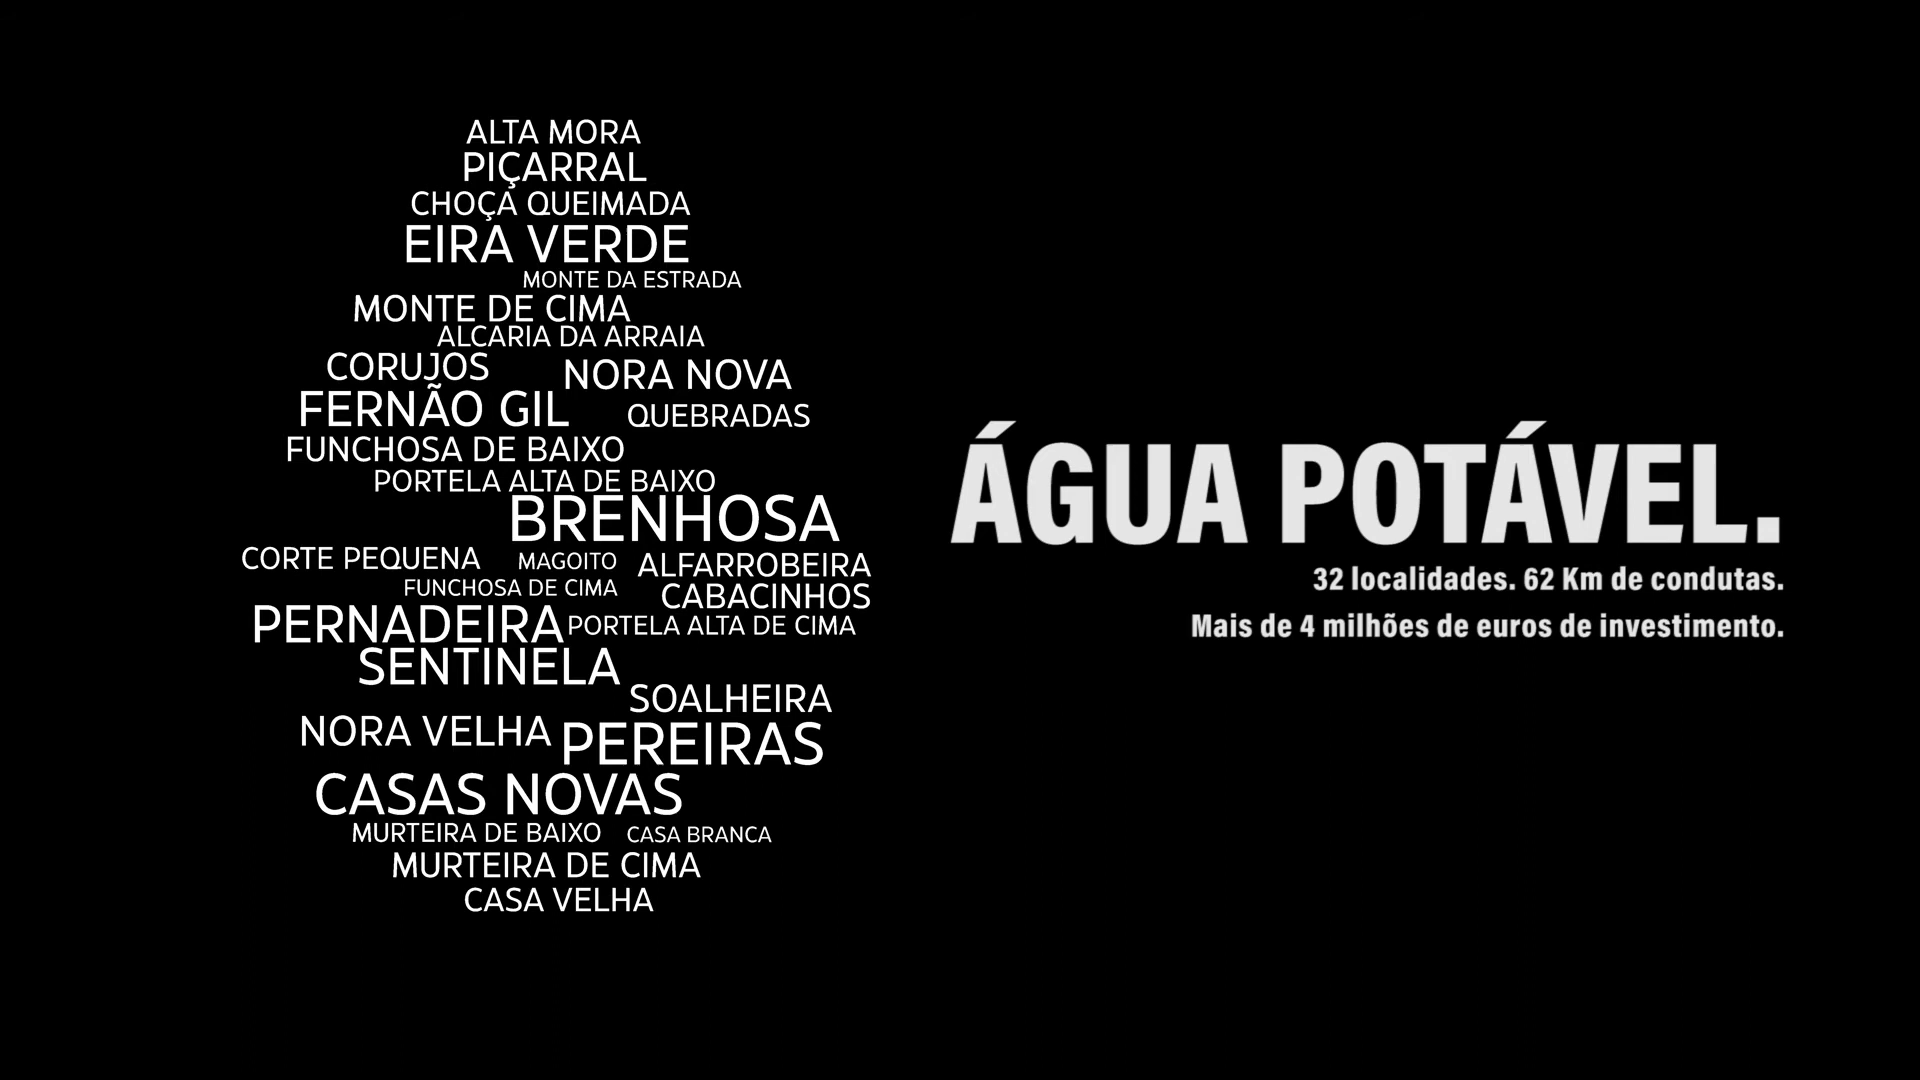 ALTA MORA
PIÇARRAL
CHOÇA QUEIMADA
EIRA VERDE
MONTE DA ESTRADA
MONTE DE CIMA
ALCARIA DA ARRAIA
CORUJOS
NORA NOVA
FERNÃO GIL
QUEBRADAS
FUNCHOSA DE BAIXO
PORTELA ALTA DE BAIXO
BRENHOSA
CORTE PEQUENA
MAGOITO
ALFARROBEIRA
FUNCHOSA DE CIMA
CABACINHOS
PERNADEIRA
PORTELA ALTA DE CIMA
SENTINELA
SOALHEIRA
NORA VELHA
PEREIRAS
CASAS NOVAS
MURTEIRA DE BAIXO
CASA BRANCA
MURTEIRA DE CIMA
CASA VELHA
ÁGUA POTÁVEL.
32 localidades. 62 Km de condutas.
Mais de 4 milhões de euros de investimento.